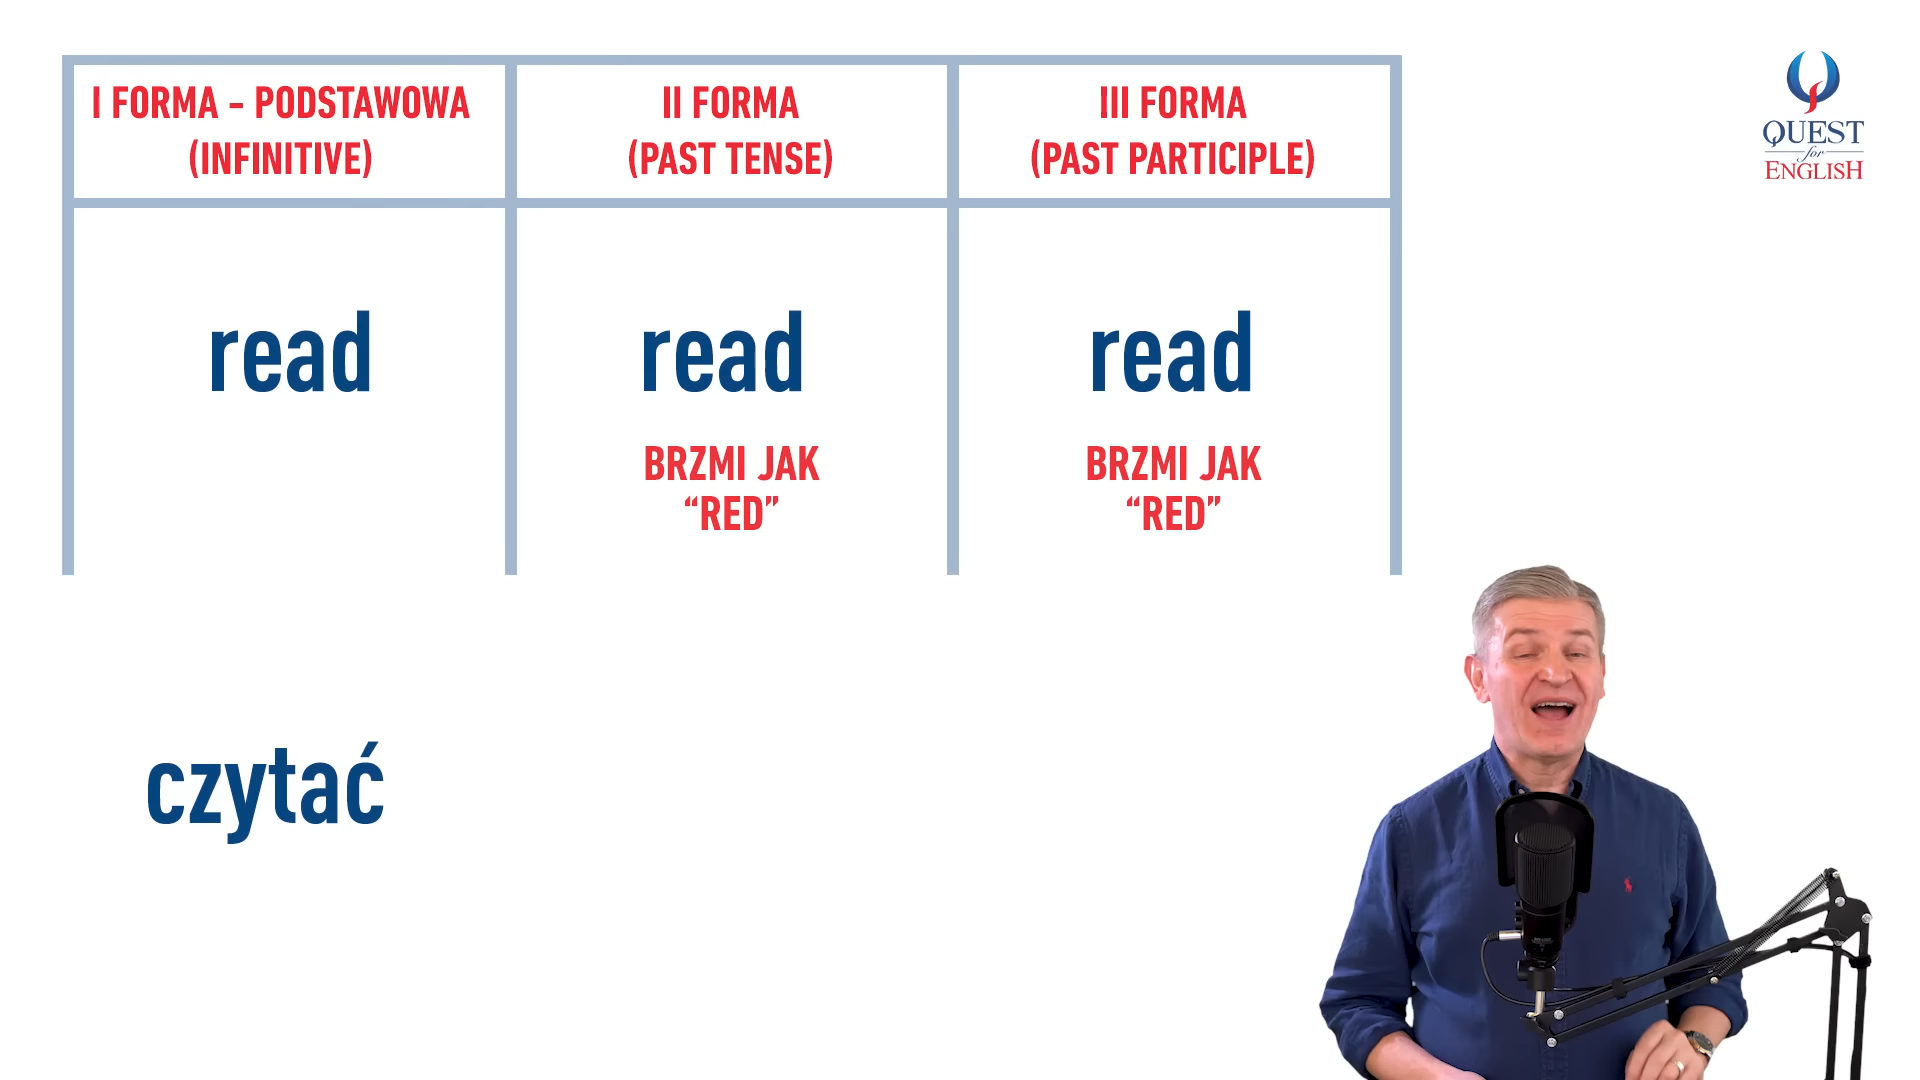 I FORMA - PODSTAWOWA
(INFINITIVE)
II FORMA
(PAST TENSE)
III FORMA
(PAST PARTICIPLE)
read
read
read
BRZMI JAK
“RED”
BRZMI JAK
“RED”
czytać
QUEST
for
ENGLISH